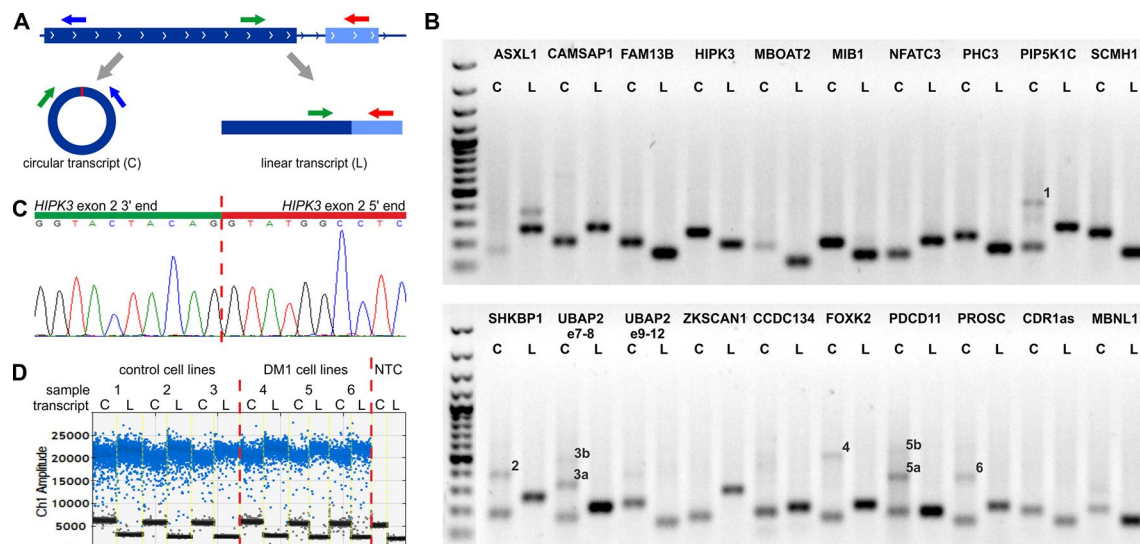 A
circular transcript (C)
linear transcript (L)
B
ASXL1 CAMSAP1 FAM13B HIPK3 MBOAT2 MIB1 NFATC3 PHC3 PIP5K1C SCMH1
C L C L C L C L C L C L C L C L C L C L
1
SHKBP1 UBAP2 UBAP2 ZKSCAN1 CCDC134 FOXK2 PDCD11 PROSC CDR1as MBNL1
e7-8 e9-12
C L C L C L C L C L C L C L C L C L C L
3b 4 5b
2 3a 5a 6
C
HIPK3 exon 2 3' end HIPK3 exon 2 5' end
G G T A C T A C A G G T A T G G C C T C
D
control cell lines DM1 cell lines NTC
sample 1 2 3 4 5 6
transcript C L C L C L C L C L C L C L
Ch1 Amplitude
25000
20000
15000
10000
5000